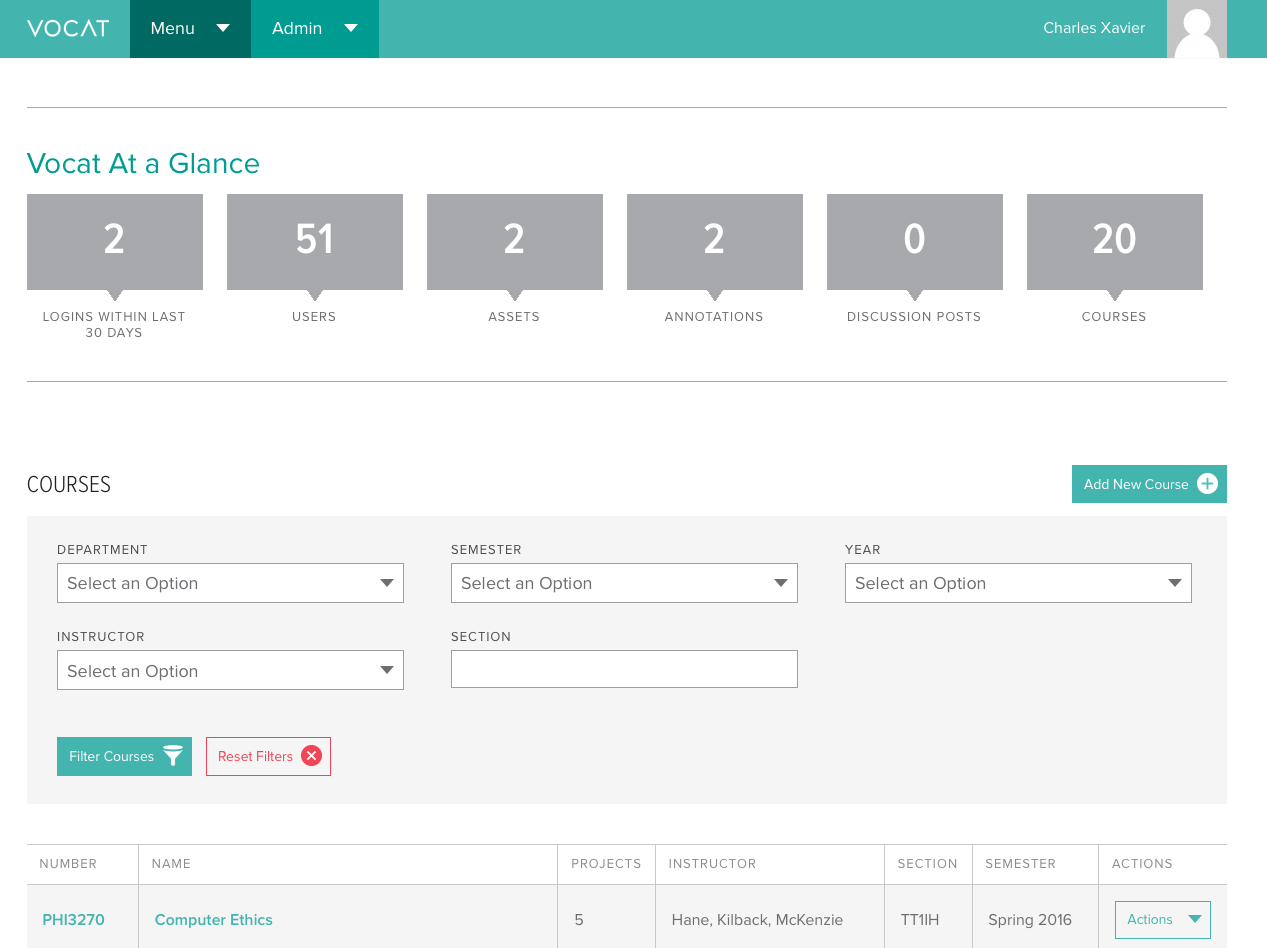 VOCAT Menu Admin Charles Xavier
Vocat At a Glance
2 51 2 2 0 20
LOGINS WITHIN LAST 30 DAYS USERS ASSETS ANNOTATIONS DISCUSSION POSTS COURSES
COURSES Add New Course
DEPARTMENT SEMESTER YEAR
Select an Option Select an Option Select an Option
INSTRUCTOR SECTION
Select an Option
Filter Courses Reset Filters
NUMBER NAME PROJECTS INSTRUCTOR SECTION SEMESTER ACTIONS
PHI3270 Computer Ethics 5 Hane, Kilback, McKenzie TT1IH Spring 2016 Actions